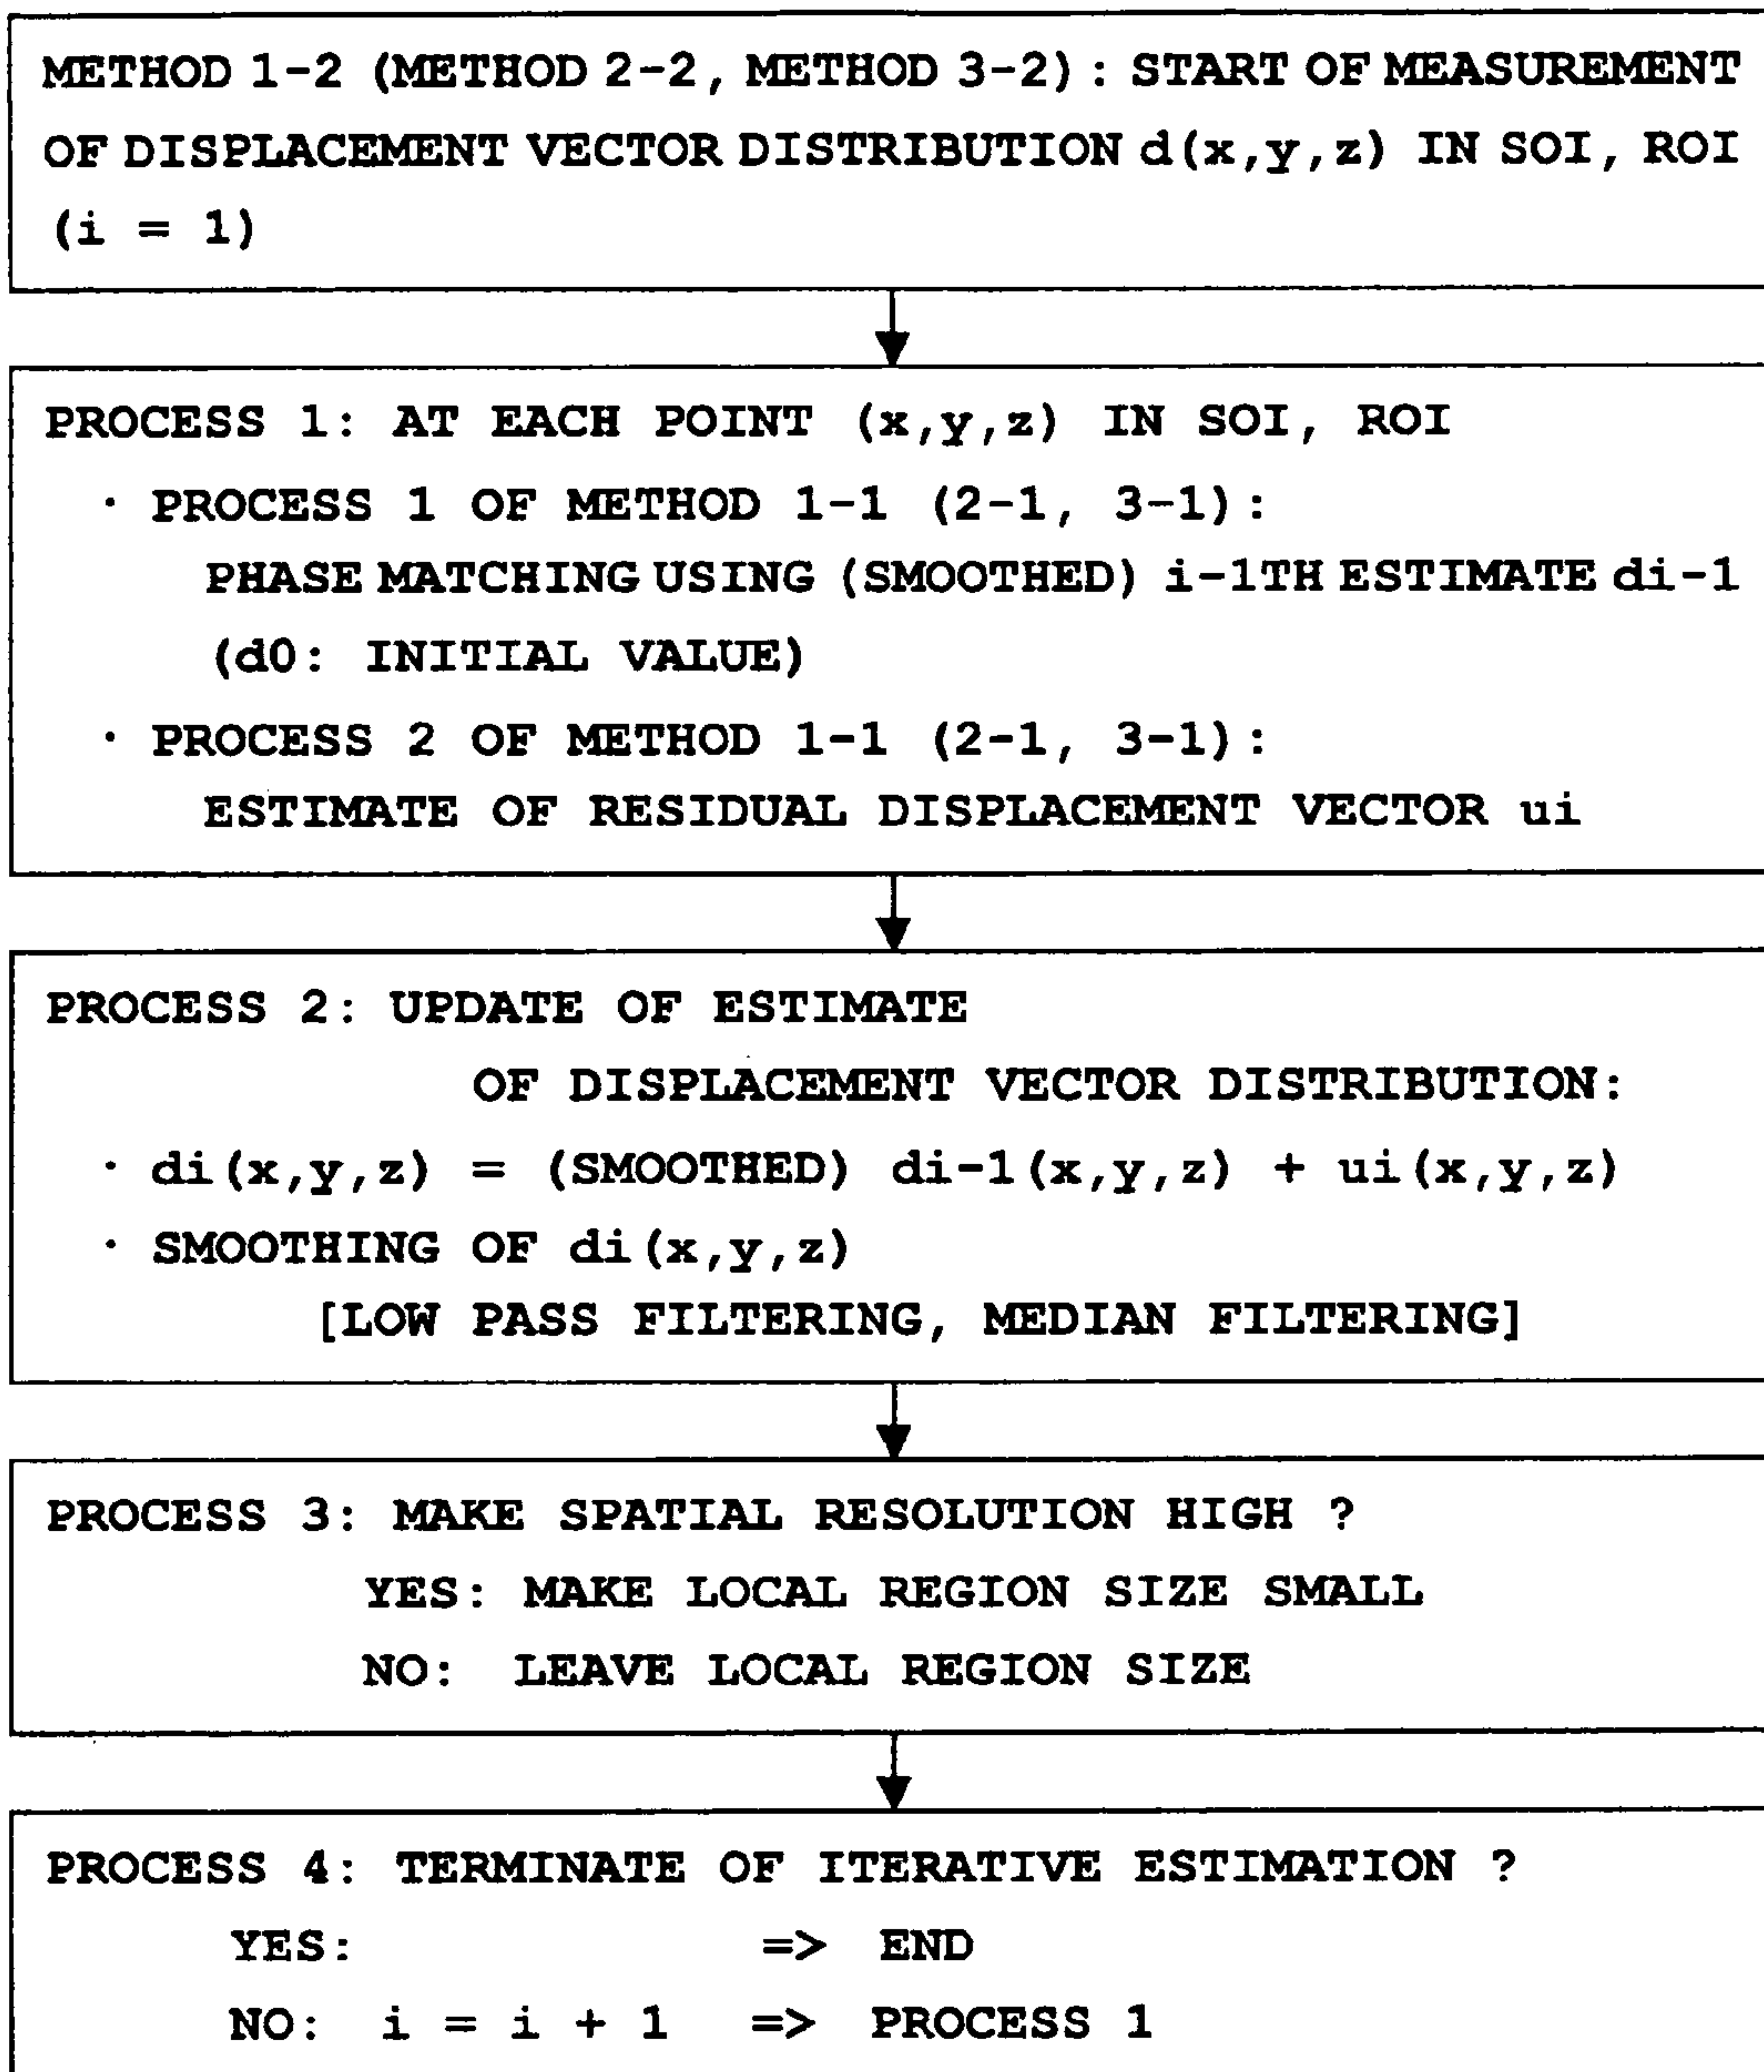 METHOD 1-2 (METHOD 2-2, METHOD 3-2) : START OF MEASUREMENT
OF DISPLACEMENT VECTOR DISTRIBUTION d(x,y,z) IN SOI, ROI
(i = 1)
PROCESS 1: AT EACH POINT (x,y,z) IN SOI, ROI
· PROCESS 1 OF METHOD 1-1 (2-1, 3-1):
PHASE MATCHING USING (SMOOTHED) i-1TH ESTIMATE di-1
(d0: INITIAL VALUE)
· PROCESS 2 OF METHOD 1-1 (2-1, 3-1):
ESTIMATE OF RESIDUAL DISPLACEMENT VECTOR ui
PROCESS 2: UPDATE OF ESTIMATE
OF DISPLACEMENT VECTOR DISTRIBUTION:
· di(x,y,z) = (SMOOTHED) di-1(x,y,z) + ui(x,y,z)
· SMOOTHING OF di(x,y,z)
[LOW PASS FILTERING, MEDIAN FILTERING]
PROCESS 3: MAKE SPATIAL RESOLUTION HIGH ?
YES: MAKE LOCAL REGION SIZE SMALL
NO: LEAVE LOCAL REGION SIZE
PROCESS 4: TERMINATE OF ITERATIVE ESTIMATION ?
YES: => END
NO: i = i + 1 => PROCESS 1